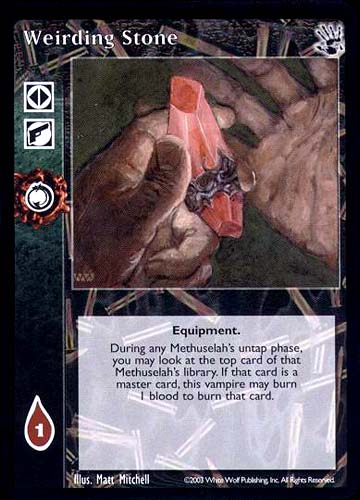 Weirding Stone
Equipment.
During any Methuselah's untap phase,
you may look at the top card of that
Methuselah's library. If that card is a
master card, this vampire may burn
1 blood to burn that card.
1
Illus. Matt Mitchell
©2003 White Wolf Publishing, Inc. All Rights Reserved.